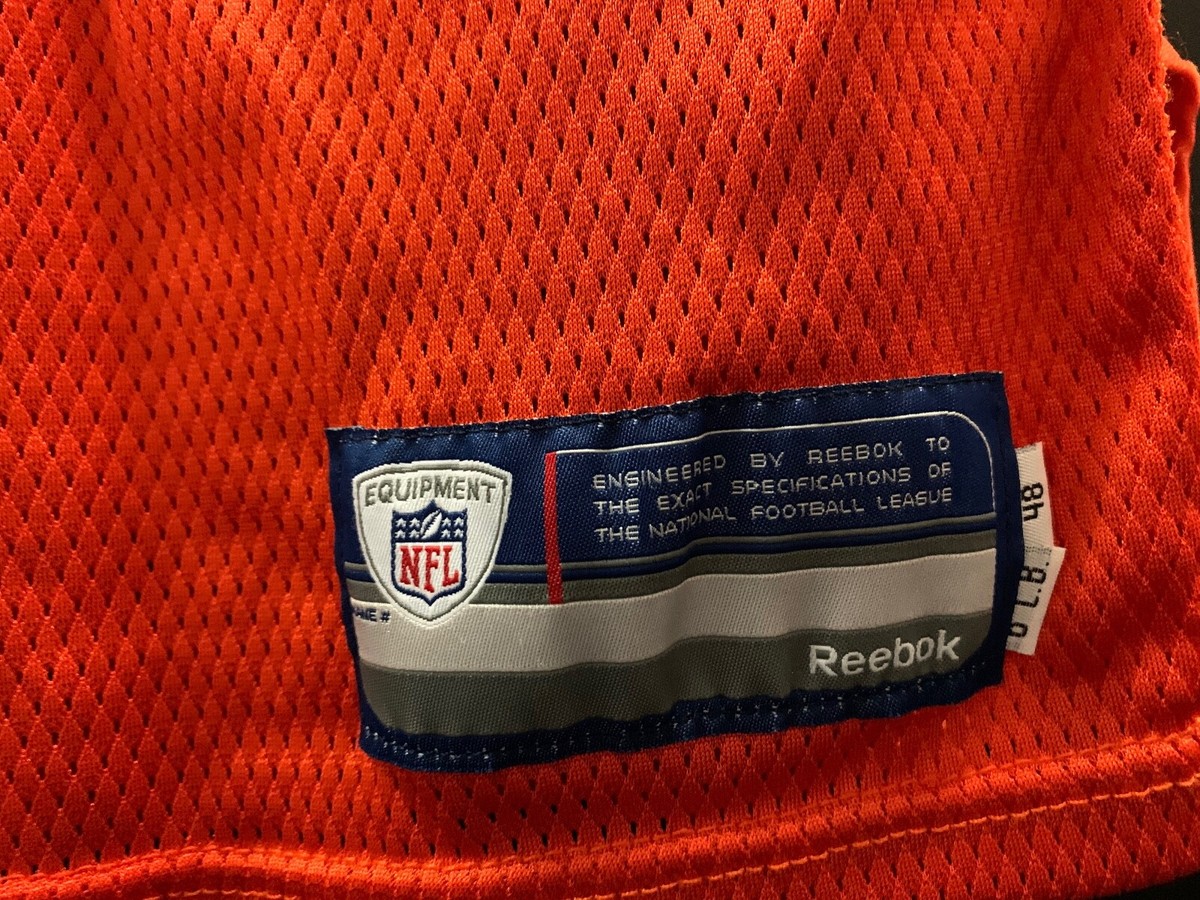 EQUIPMENT
NFL
ENGINEERED BY REEBOK TO
THE EXACT SPECIFICATIONS OF
THE NATIONAL FOOTBALL LEAGUE
Reebok
48
L.B.